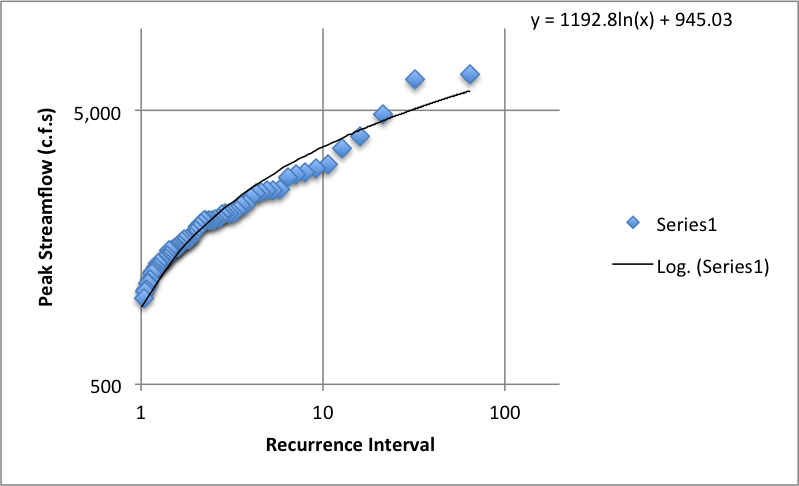 y = 1192.8ln(x) + 945.03
Peak Streamflow (c.f.s)
5,000
500
1 10 100
Recurrence Interval
Series1
Log. (Series1)